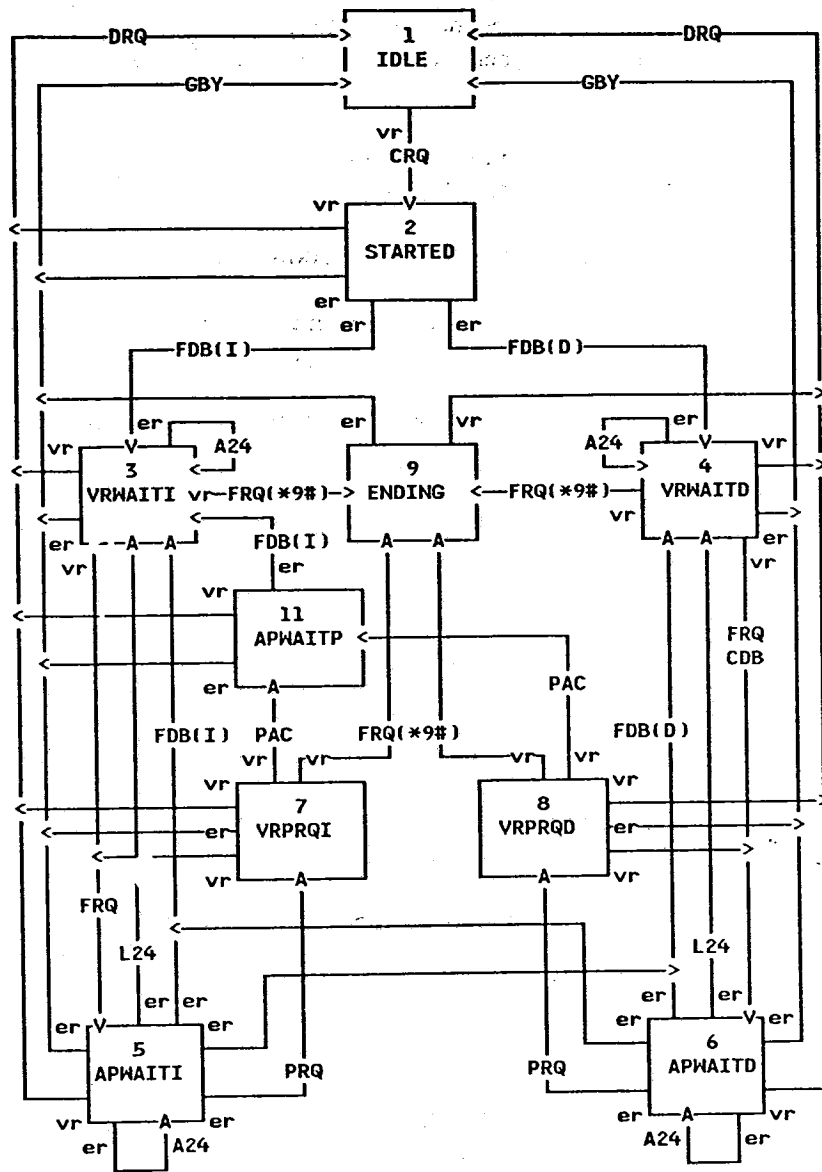 DRQ 1 DRQ
IDLE
GBY GBY
vr
CRQ
vr
2
STARTED
er er er
FDB(I) FDB(D)
er er vr er
vr A24 A24 vr
3 9 4
VRWAITI vr FRQ(*9#) ENDING FRQ(*9#) VRWAITD
vr
er FDB(I) er
vr er vr
vr
11
APWAITP FRQ
CDB
er PAC
FDB(I) PAC FRQ(*9#) FDB(D)
vr vr vr vr vr
vr
7 8
er VRPRQI VRPRQD er
vr vr
FRQ
L24 L24
er er er er
er er er er
5 6
APWAITI PRQ PRQ APWAITD
vr er er vr
er A24 A24 er